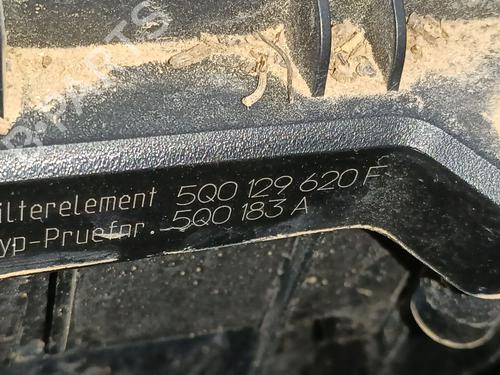 ilterelement 5Q0 129 620 F
yp-Pruefnr. 5Q0 183 A